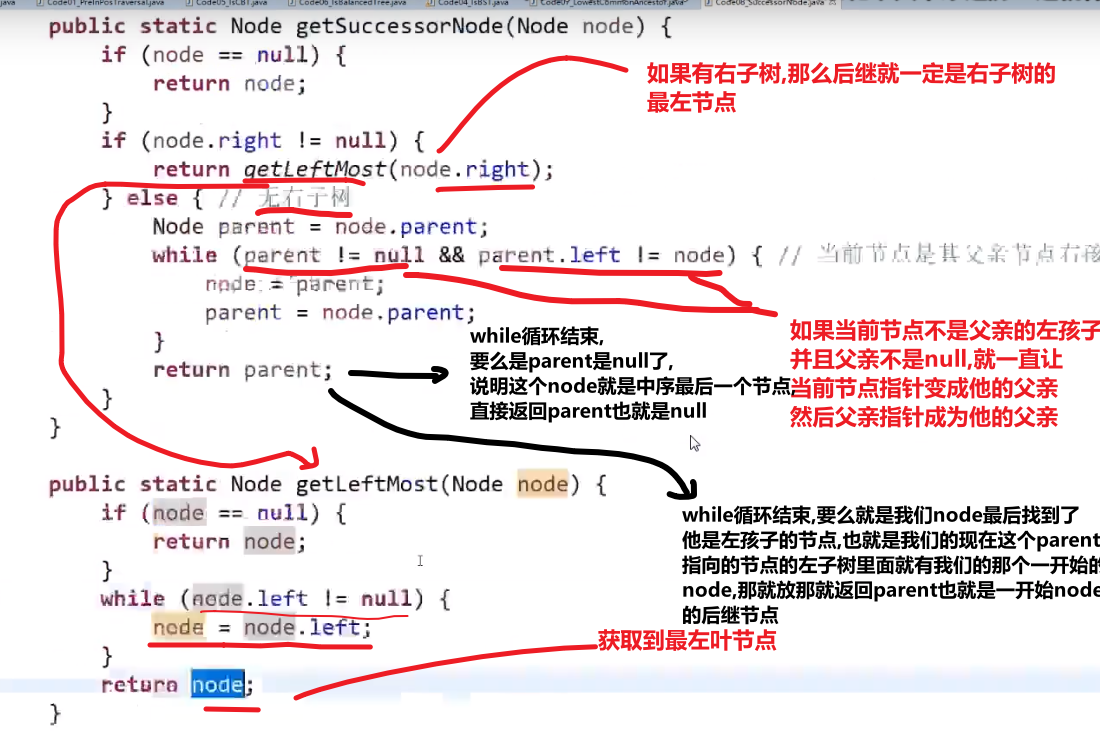 Code01_PreInPosTraversal.java Code05_IsCBT.java Code06_IsBalancedTree.java Code04_IsBST.java Code07_LowestCommonAncestor.java Code08_SuccessorNode.java
public static Node getSuccessorNode(Node node) {
if (node == null) {
return node;
}
if (node.right != null) {
return getLeftMost(node.right);
} else { // 无右子树
Node parent = node.parent;
while (parent != null && parent.left != node) { // 当前节点是其父亲节点右孩
node = parent;
parent = node.parent;
}
return parent;
}
}
如果有右子树,那么后继就一定是右子树的
最左节点
如果当前节点不是父亲的左孩子
并且父亲不是null,就一直让
当前节点指针变成他的父亲
然后父亲指针成为他的父亲
while循环结束,
要么是parent是null了,
说明这个node就是中序最后一个节点,
直接返回parent也就是null
public static Node getLeftMost(Node node) {
if (node == null) {
return node;
}
while (node.left != null) {
node = node.left;
}
return node;
}
while循环结束,要么就是我们node最后找到了
他是左孩子的节点,也就是我们的现在这个parent
指向的节点的左子树里面就有我们的那个一开始的
node,那就放那就返回parent也就是一开始node
的后继节点
获取到最左叶节点